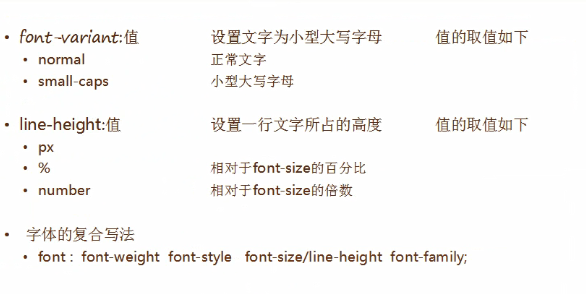 • font-variant:值 设置文字为小型大写字母 值的取值如下
• normal 正常文字
• small-caps 小型大写字母
• line-height:值 设置一行文字所占的高度 值的取值如下
• px
• % 相对于font-size的百分比
• number 相对于font-size的倍数
• 字体的复合写法
• font : font-weight font-style font-size/line-height font-family;